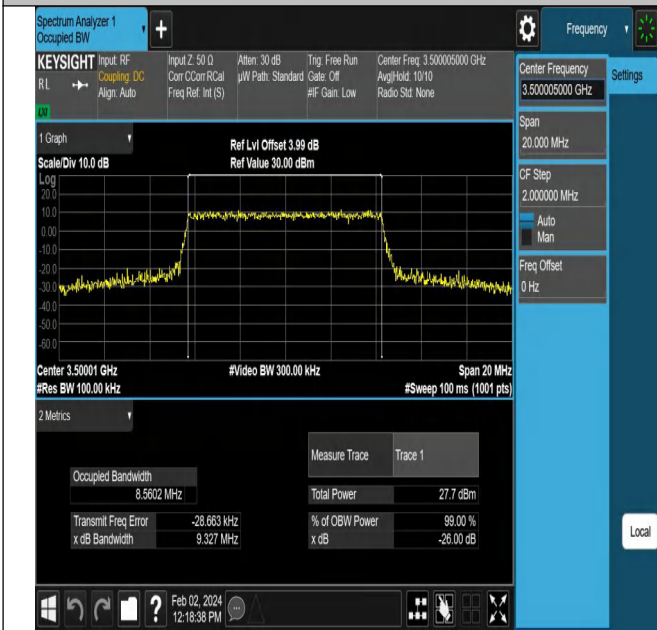 Spectrum Analyzer 1
Occupied BW
Frequency
KEYSIGHT
RL
Input: RF
Coupling: DC
Align: Auto
Input Z: 50 Ω
Corr CCorr RCal
Freq Ref: Int (S)
Atten: 30 dB
µW Path: Standard
Trig: Free Run
Gate: Off
#IF Gain: Low
Center Freq: 3.500005000 GHz
Avg|Hold: 10/10
Radio Std: None
Center Frequency
3.500005000 GHz
Settings
Span
20.000 MHz
CF Step
2.000000 MHz
Auto
Man
Freq Offset
0 Hz
Local
1 Graph
Scale/Div 10.0 dB
Ref Lvl Offset 3.99 dB
Ref Value 30.00 dBm
Log
20.0
10.0
0.00
-10.0
-20.0
-30.0
-40.0
-50.0
-60.0
Center 3.50001 GHz
#Res BW 100.00 kHz
#Video BW 300.00 kHz
Span 20 MHz
#Sweep 100 ms (1001 pts)
2 Metrics
Measure Trace
Trace 1
Occupied Bandwidth
8.5602 MHz
Total Power
27.7 dBm
Transmit Freq Error
-28.663 kHz
% of OBW Power
99.00 %
x dB Bandwidth
9.327 MHz
x dB
-26.00 dB
?
Feb 02, 2024
12:18:38 PM